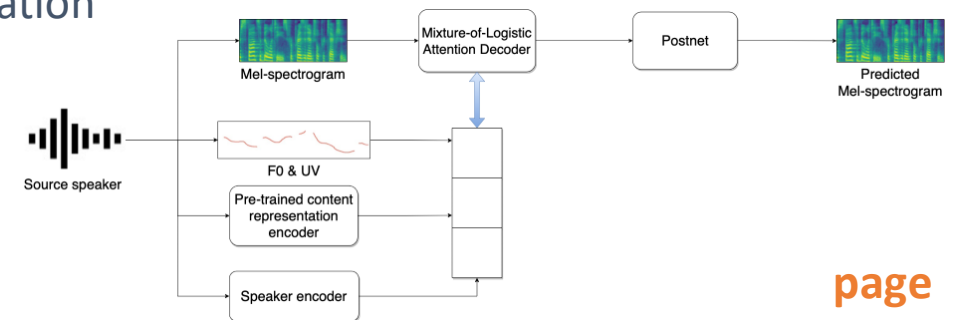 ation
Mel-spectrogram
Mixture-of-Logistic
Attention Decoder
Postnet
Predicted
Mel-spectrogram
Source speaker
F0 & UV
Pre-trained content
representation
encoder
Speaker encoder
page